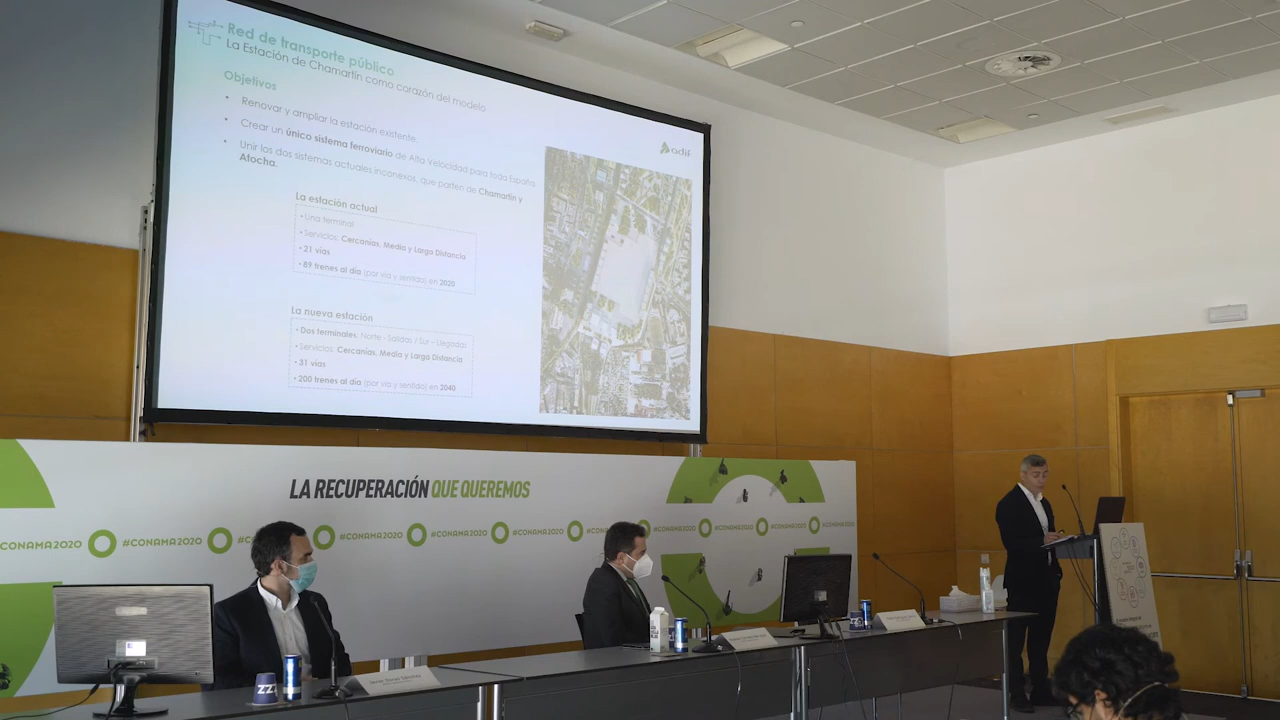 Red de transporte público
La Estación de Chamartín como corazón del modelo
Objetivos
• Renovar y ampliar la estación existente.
• Crear un único sistema ferroviario de Alta Velocidad para toda España
• Unir los dos sistemas actuales inconexos, que parten de Chamartín y
Atocha.
adif
La estación actual
• Una terminal
• Servicios: Cercanías, Media y Larga Distancia
• 21 vías
• 89 trenes al día (por vía y sentido) en 2020
La nueva estación
• Dos terminales: Norte - Salidas / Sur - Llegadas
• Servicios: Cercanías, Media y Larga Distancia
• 31 vías
• 200 trenes al día (por vía y sentido) en 2040
LA RECUPERACIÓN QUE QUEREMOS
CONAMA2020 #CONAMA2020 #CONAMA2020 #CONAMA2020 #CONAMA2020 #CONAMA2020 #CONAMA2020 #CONAMA2020
zz